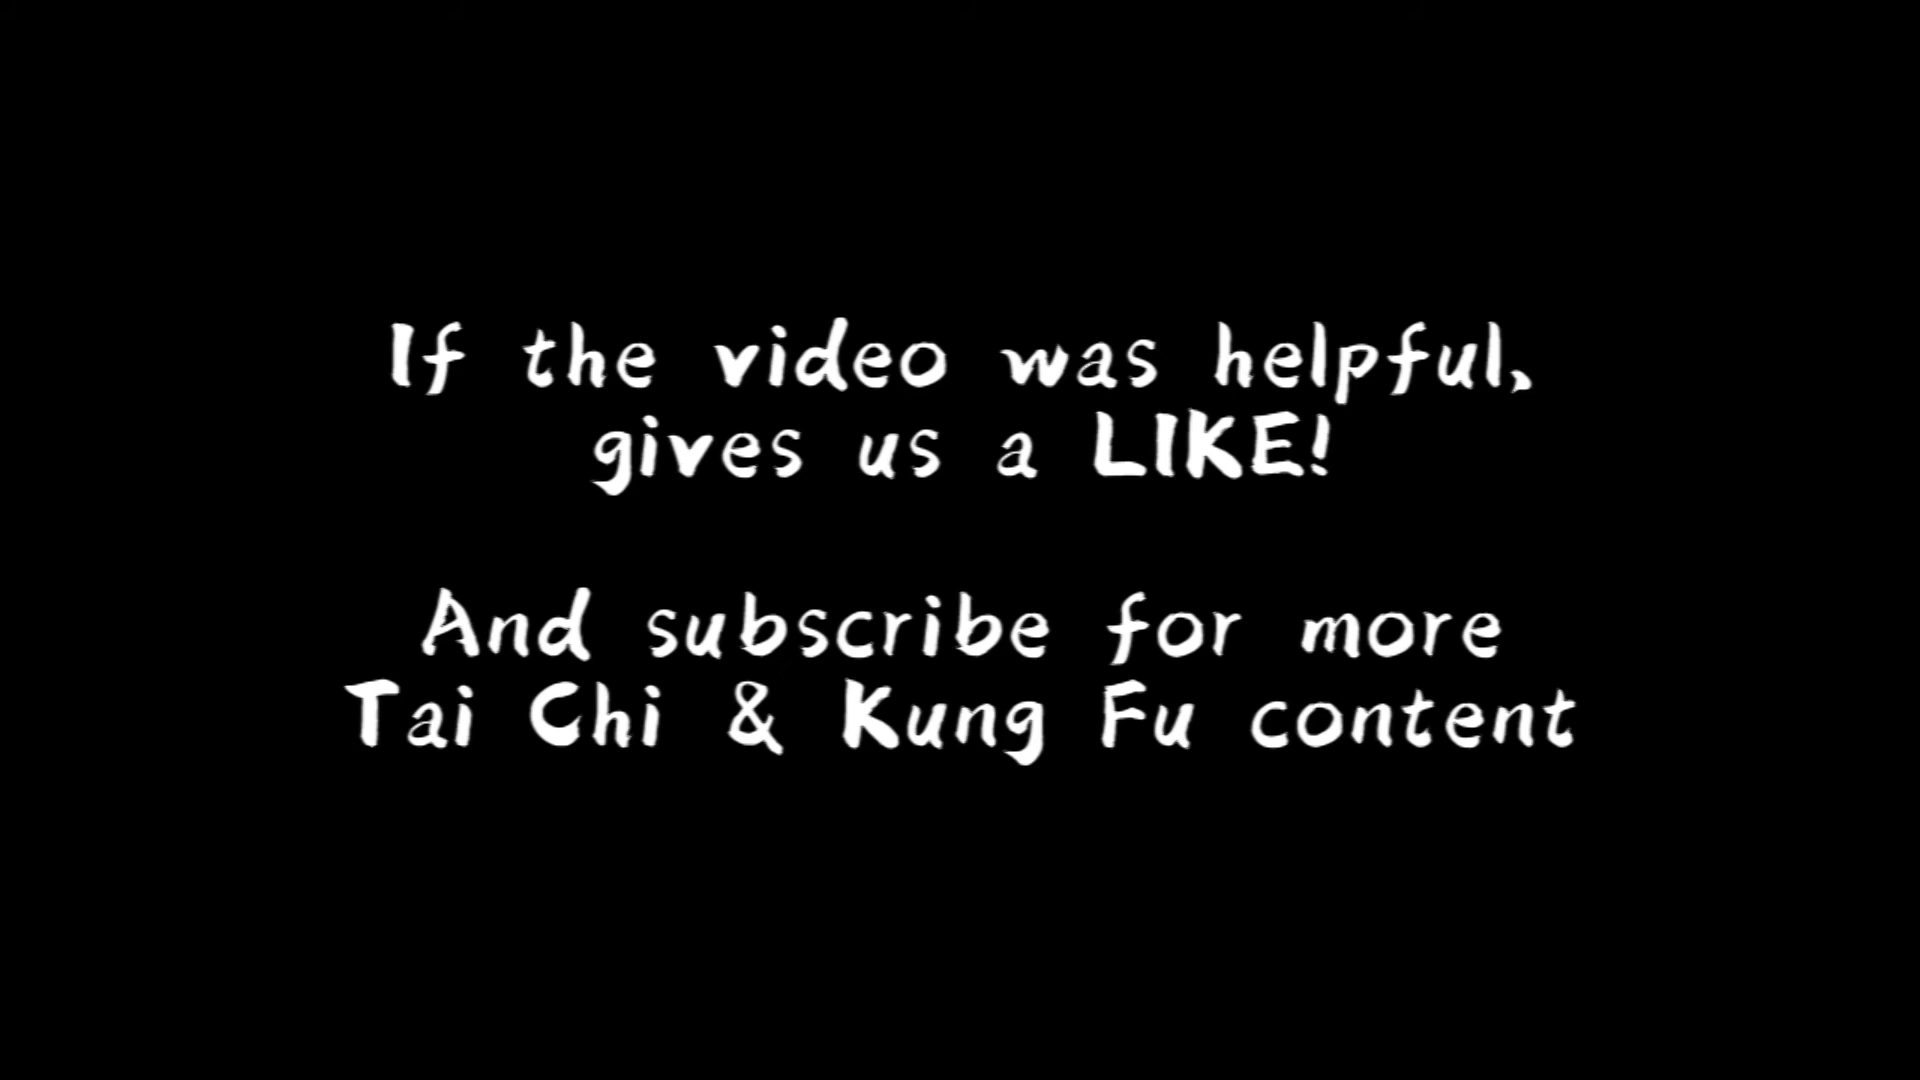 If the video was helpful,
gives us a LIKE!
And subscribe for more
Tai Chi & Kung Fu content